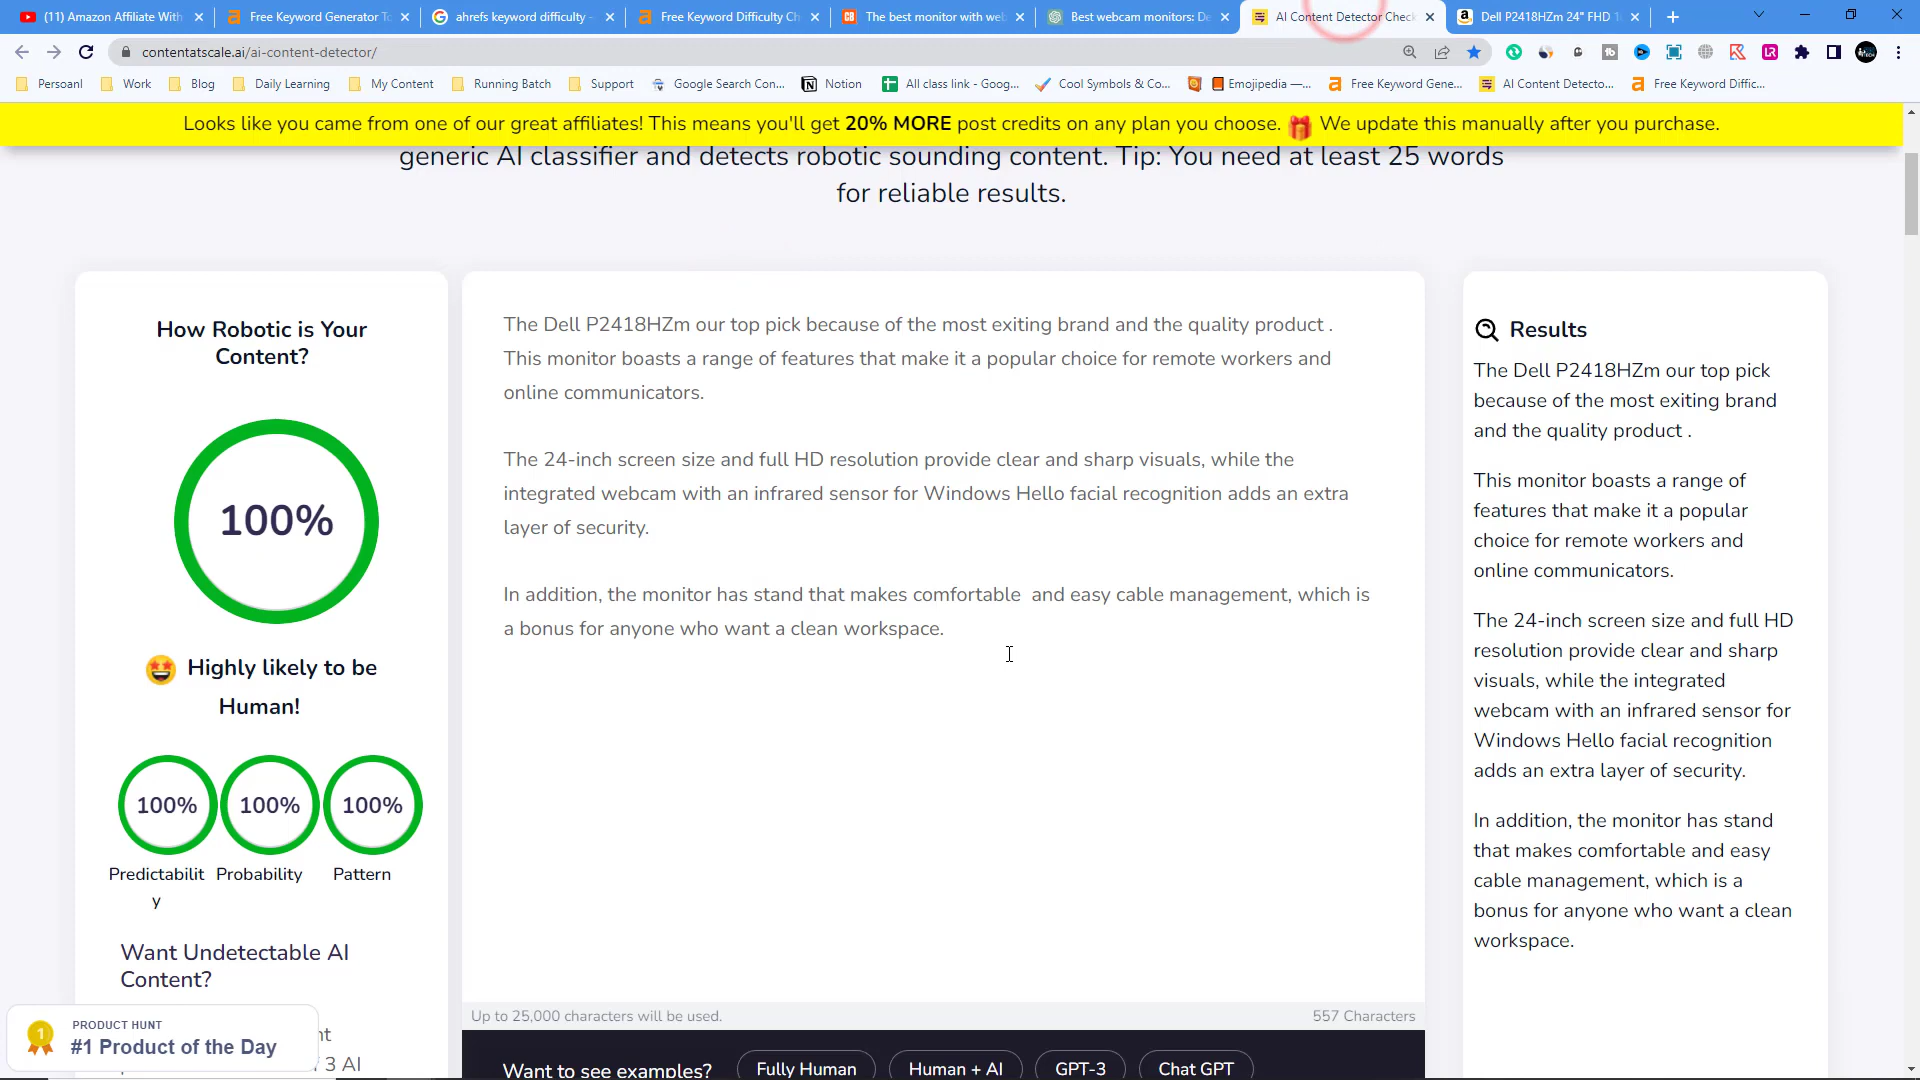 (11) Amazon Affiliate With
Free Keyword Generator To
ahrefs keyword difficulty -
Free Keyword Difficulty Ch
The best monitor with web
Best webcam monitors: De
AI Content Detector Check
Dell P2418HZm 24" FHD 1
contentatscale.ai/ai-content-detector/
Persoanl
Work
Blog
Daily Learning
My Content
Running Batch
Support
Google Search Con...
Notion
All class link - Goog...
Cool Symbols & Co...
Emojipedia —...
Free Keyword Gene...
AI Content Detecto...
Free Keyword Diffic...
Looks like you came from one of our great affiliates! This means you'll get 20% MORE post credits on any plan you choose. 🎁 We update this manually after you purchase.
generic AI classifier and detects robotic sounding content. Tip: You need at least 25 words
for reliable results.
How Robotic is Your
Content?
100%
🤩 Highly likely to be
Human!
100%
100%
100%
Predictabilit
y
Probability
Pattern
Want Undetectable AI
Content?
nt
f 3 AI
PRODUCT HUNT
#1 Product of the Day
1
The Dell P2418HZm our top pick because of the most exiting brand and the quality product .
This monitor boasts a range of features that make it a popular choice for remote workers and
online communicators.
The 24-inch screen size and full HD resolution provide clear and sharp visuals, while the
integrated webcam with an infrared sensor for Windows Hello facial recognition adds an extra
layer of security.
In addition, the monitor has stand that makes comfortable  and easy cable management, which is
a bonus for anyone who want a clean workspace.
Up to 25,000 characters will be used.
557 Characters
Want to see examples?
Fully Human
Human + AI
GPT-3
Chat GPT
Results
The Dell P2418HZm our top pick
because of the most exiting brand
and the quality product .
This monitor boasts a range of
features that make it a popular
choice for remote workers and
online communicators.
The 24-inch screen size and full HD
resolution provide clear and sharp
visuals, while the integrated
webcam with an infrared sensor for
Windows Hello facial recognition
adds an extra layer of security.
In addition, the monitor has stand
that makes comfortable and easy
cable management, which is a
bonus for anyone who want a clean
workspace.